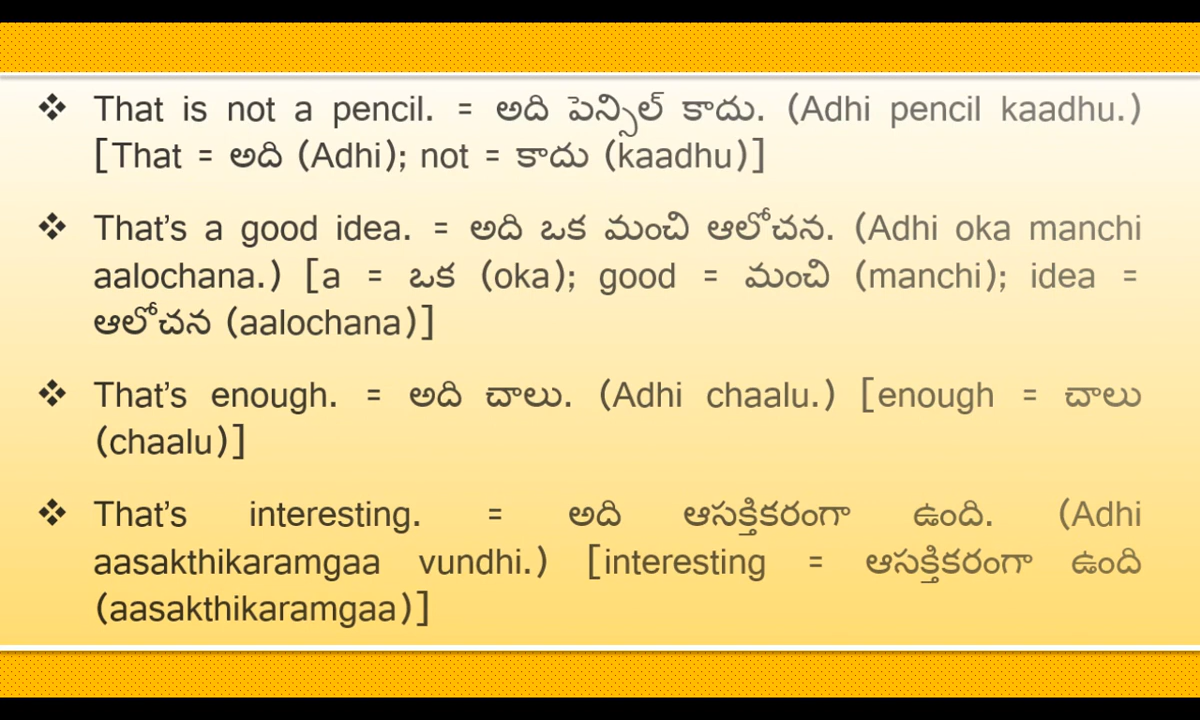 ❖ That is not a pencil. = అది పెన్సిల్ కాదు. (Adhi pencil kaadhu.)
[That = అది (Adhi); not = కాదు (kaadhu)]
❖ That's a good idea. = అది ఒక మంచి ఆలోచన. (Adhi oka manchi
aalochana.) [a = ఒక (oka); good = మంచి (manchi); idea =
ఆలోచన (aalochana)]
❖ That's enough. = అది చాలు. (Adhi chaalu.) [enough = చాలు
(chaalu)]
❖ That's interesting. = అది ఆసక్తికరంగా ఉంది. (Adhi
aasakthikaramgaa vundhi.) [interesting = ఆసక్తికరంగా ఉంది
(aasakthikaramgaa)]